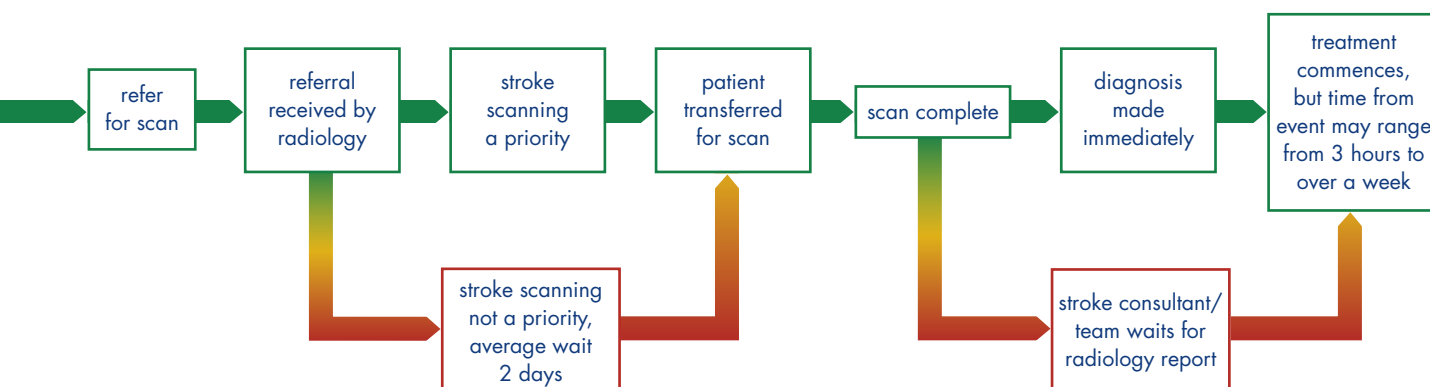 refer
for scan
referral
received by
radiology
stroke
scanning
a priority
patient
transferred
for scan
scan complete
diagnosis
made
immediately
treatment
commences,
but time from
event may range
from 3 hours to
over a week
stroke scanning
not a priority,
average wait
2 days
stroke consultant/
team waits for
radiology report